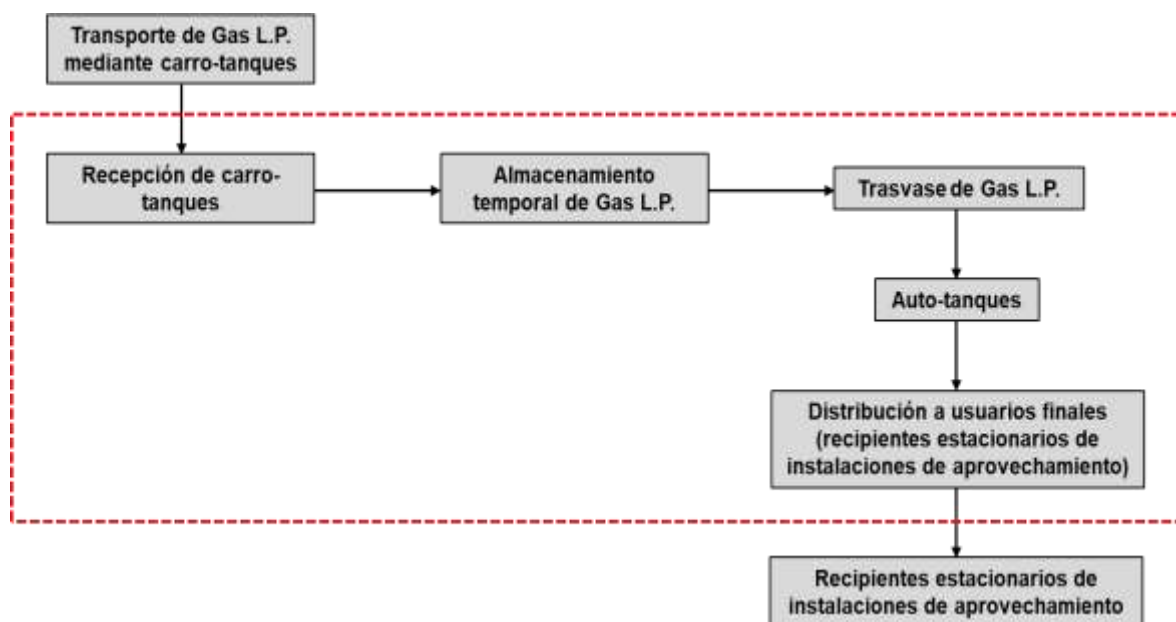 Transporte de Gas L.P.
mediante carro-tanques
Recepción de carro-
tanques
Almacenamiento
temporal de Gas L.P.
Trasvase de Gas L.P.
Auto-tanques
Distribución a usuarios finales
(recipientes estacionarios de
instalaciones de aprovechamiento)
Recipientes estacionarios de
instalaciones de aprovechamiento